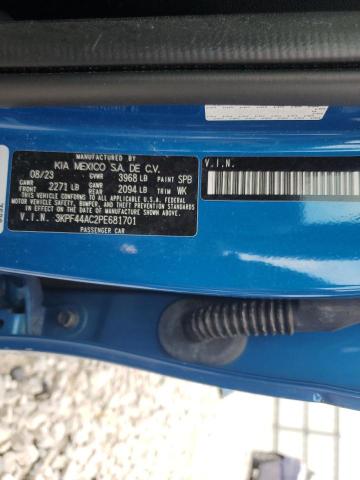 MFD. BY
KIA MEXICO S.A. DE C.V.
08/23 GVWR 3968 LB PAINT SPB
GAWR FRONT 2271 LB GAWR REAR 2094 LB TRIM WK
THIS VEHICLE CONFORMS TO ALL APPLICABLE FEDERAL
MOTOR VEHICLE SAFETY, BUMPER, AND THEFT PREVENTION
STANDARDS IN EFFECT ON THE DATE OF MANUFACTURE
SHOWN ABOVE.
V.I.N. 3KPF44AC2PE681701
PASSENGER CAR
V.I.N.